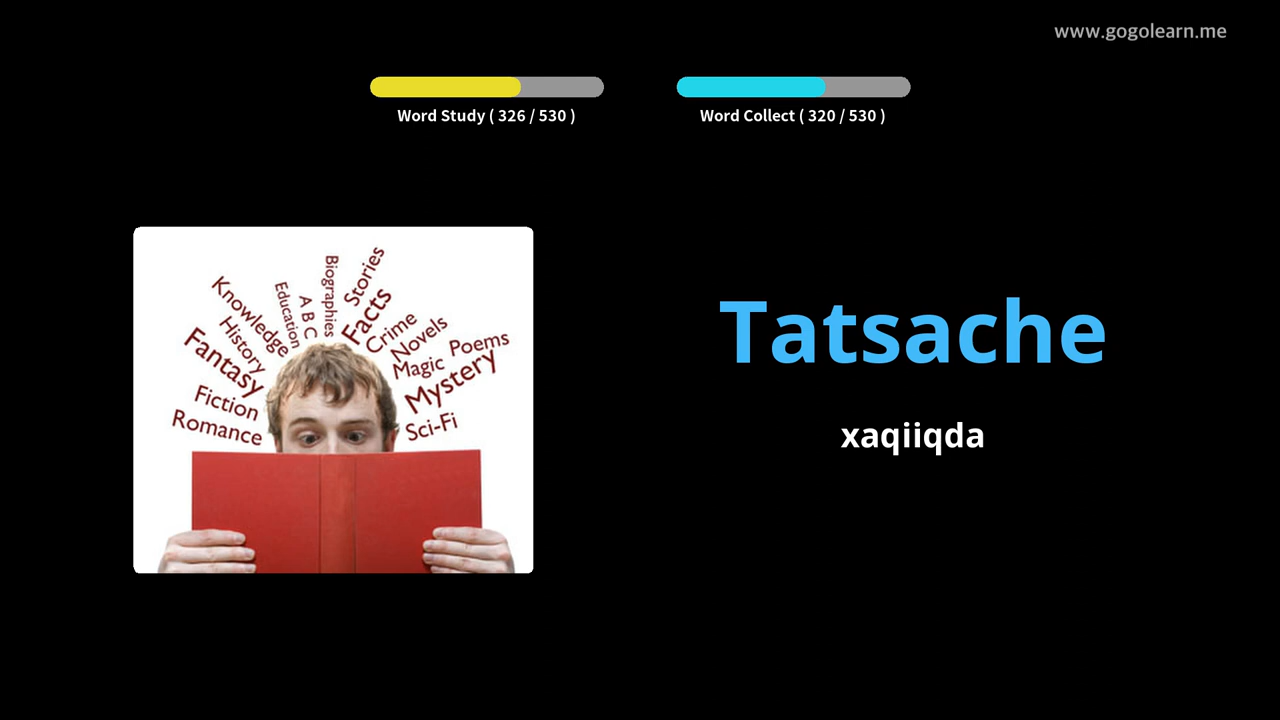 www.gogolearn.me
Word Study ( 326 / 530 )
Word Collect ( 320 / 530 )
Biographies
Stories
Knowledge
Education
A B C
Facts
Crime
History
Novels
Poems
Fantasy
Magic
Mystery
Fiction
Romance
Sci-Fi
Tatsache
xaqiiqda